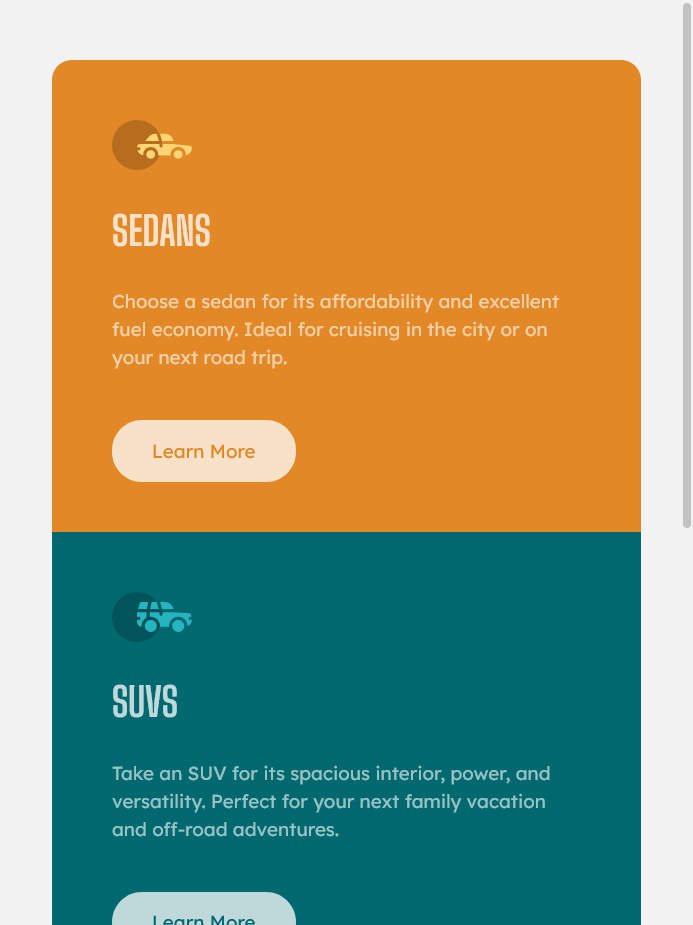 SEDANS
Choose a sedan for its affordability and excellent
fuel economy. Ideal for cruising in the city or on
your next road trip.
Learn More
SUVS
Take an SUV for its spacious interior, power, and
versatility. Perfect for your next family vacation
and off-road adventures.
Learn More